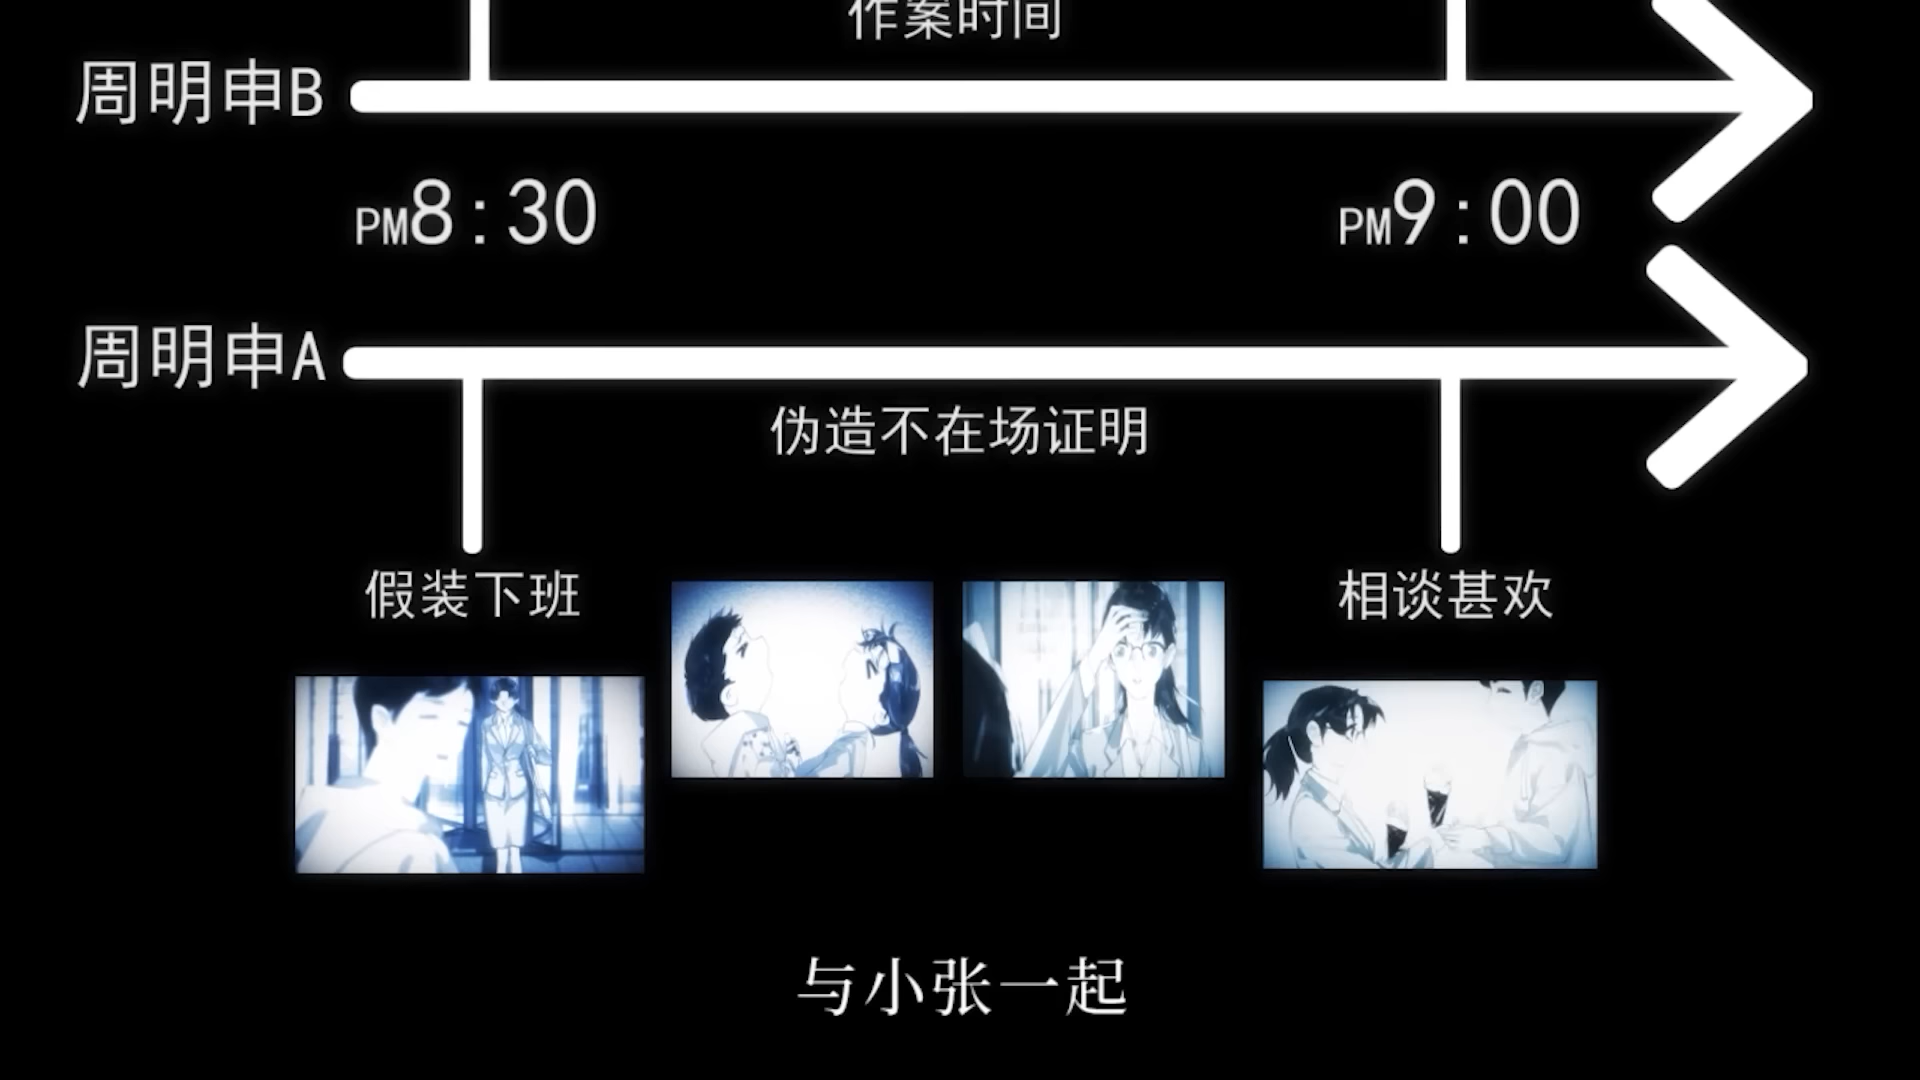 作案时间
周明申B
PM8:30
PM9:00
周明申A
伪造不在场证明
假装下班
相谈甚欢
与小张一起